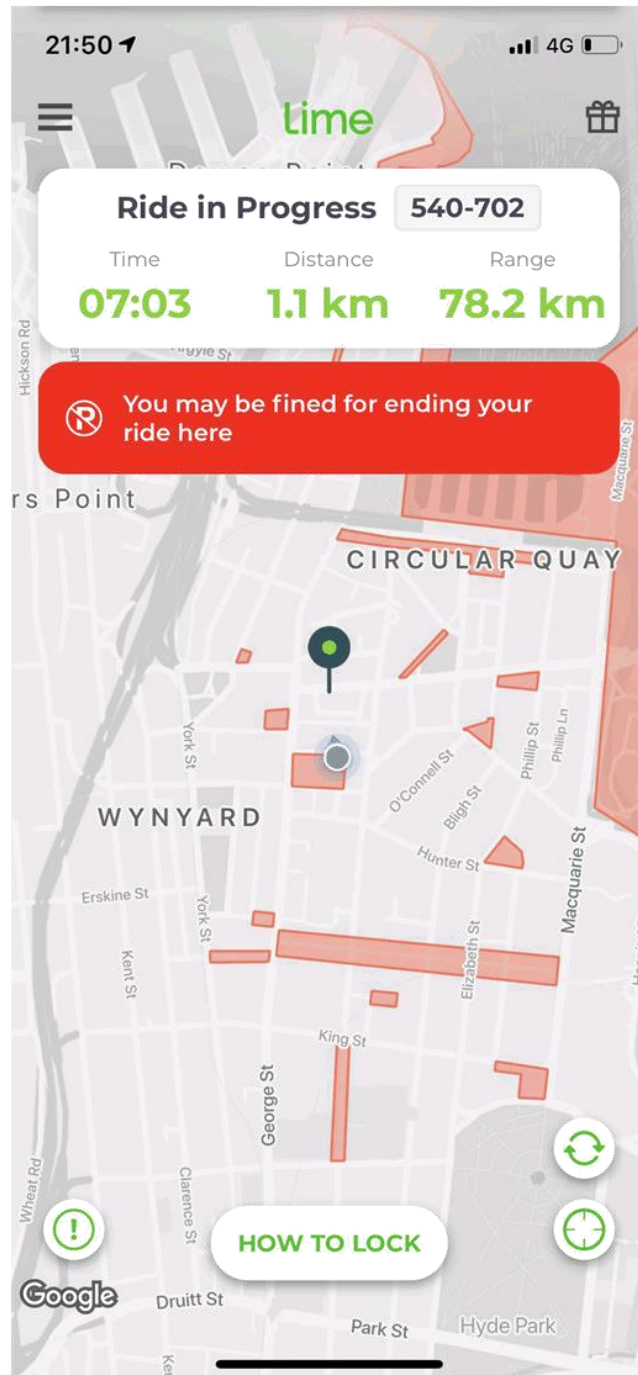 21:50
4G
Lime
Ride in Progress 540-702
Time Distance Range
07:03 1.1 km 78.2 km
Hickson Rd
You may be fined for ending your
ride here
Macquarie St
rs Point
CIRCULAR QUAY
York St
Phillip St
Phillip Ln
O'Connell St
Bligh St
WYNYARD
Hunter St
Macquarie St
Erskine St
York St
Elizabeth St
Kent St
King St
George St
Wheat Rd
Clarence St
HOW TO LOCK
Google
Druitt St
Park St
Hyde Park